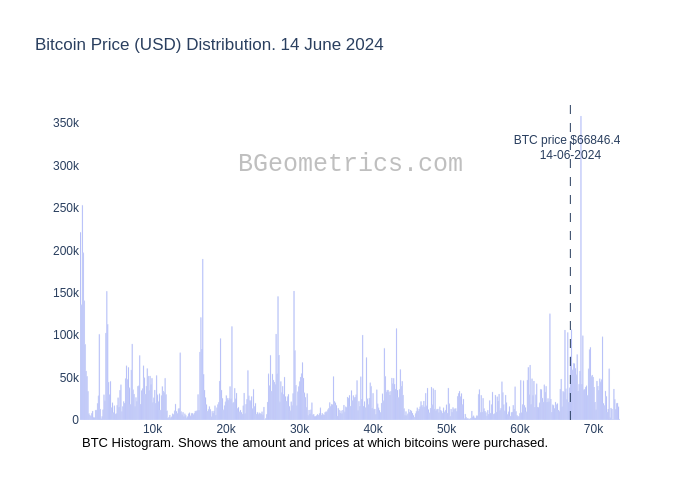 Bitcoin Price (USD) Distribution. 14 June 2024
350k
BTC price $66846.4
14-06-2024
BGeometrics.com
300k
250k
200k
150k
100k
50k
0
10k 20k 30k 40k 50k 60k 70k
BTC Histogram. Shows the amount and prices at which bitcoins were purchased.